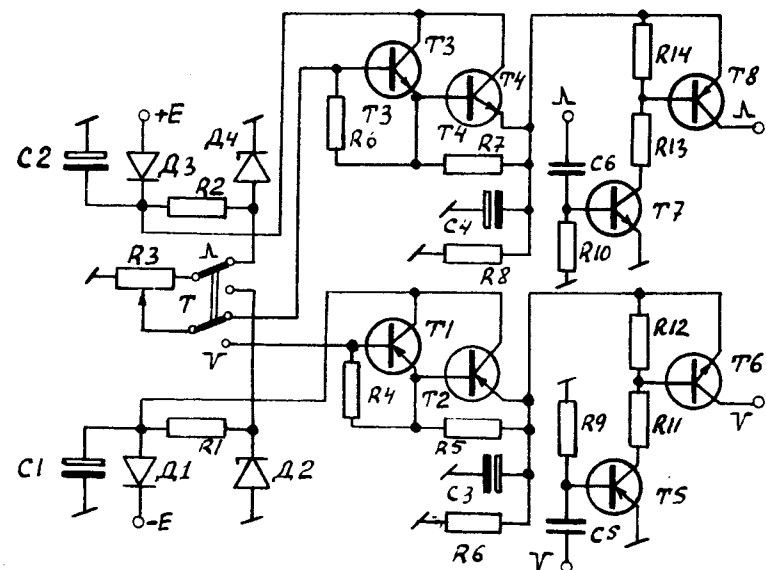 T3
R14
T4
T8
+E
T3
C2
Д3
Д4
R6
T4
R7
C6
R13
R2
C4
T7
R3
R10
R8
T
T1
R12
T6
R4
T2
R9
R11
R1
R5
C1
Д1
Д2
C3
T5
-E
R6
C5